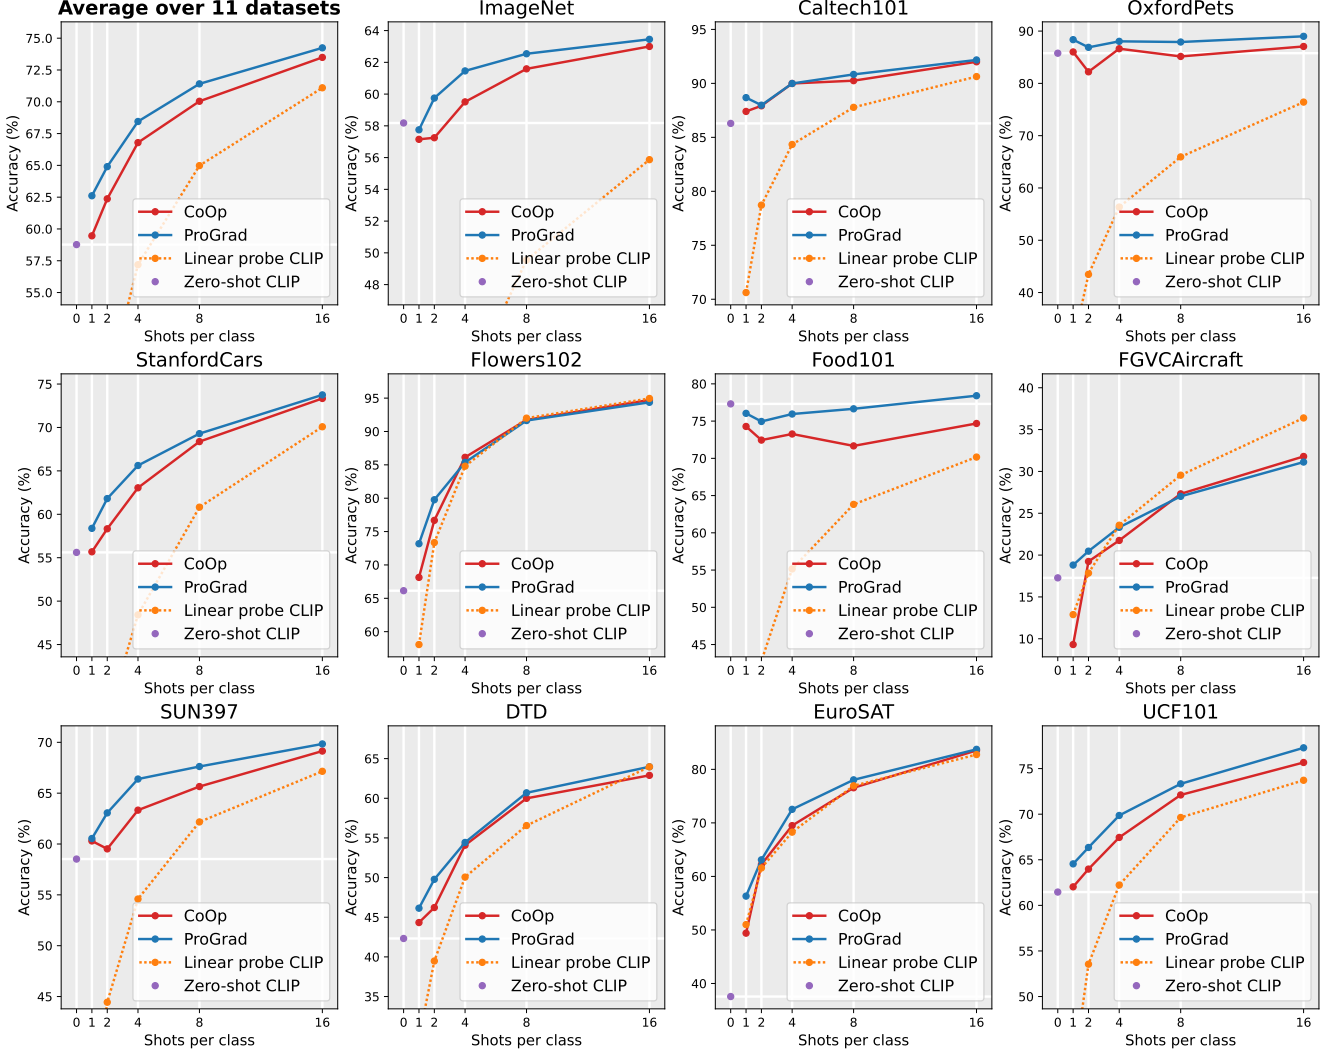 Average over 11 datasets
Accuracy (%)
75.0
72.5
70.0
67.5
65.0
62.5
60.0
57.5
55.0
CoOp
ProGrad
Linear probe CLIP
Zero-shot CLIP
0 1 2 4 8 16
Shots per class
ImageNet
Accuracy (%)
64
62
60
58
56
54
52
50
48
CoOp
ProGrad
Linear probe CLIP
Zero-shot CLIP
0 1 2 4 8 16
Shots per class
Caltech101
Accuracy (%)
95
90
85
80
75
70
CoOp
ProGrad
Linear probe CLIP
Zero-shot CLIP
0 1 2 4 8 16
Shots per class
OxfordPets
Accuracy (%)
90
80
70
60
50
40
CoOp
ProGrad
Linear probe CLIP
Zero-shot CLIP
0 1 2 4 8 16
Shots per class
StanfordCars
Accuracy (%)
75
70
65
60
55
50
45
CoOp
ProGrad
Linear probe CLIP
Zero-shot CLIP
0 1 2 4 8 16
Shots per class
Flowers102
Accuracy (%)
95
90
85
80
75
70
65
60
CoOp
ProGrad
Linear probe CLIP
Zero-shot CLIP
0 1 2 4 8 16
Shots per class
Food101
Accuracy (%)
80
75
70
65
60
55
50
45
CoOp
ProGrad
Linear probe CLIP
Zero-shot CLIP
0 1 2 4 8 16
Shots per class
FGVCAircraft
Accuracy (%)
40
35
30
25
20
15
10
CoOp
ProGrad
Linear probe CLIP
Zero-shot CLIP
0 1 2 4 8 16
Shots per class
SUN397
Accuracy (%)
70
65
60
55
50
45
CoOp
ProGrad
Linear probe CLIP
Zero-shot CLIP
0 1 2 4 8 16
Shots per class
DTD
Accuracy (%)
65
60
55
50
45
40
35
CoOp
ProGrad
Linear probe CLIP
Zero-shot CLIP
0 1 2 4 8 16
Shots per class
EuroSAT
Accuracy (%)
80
70
60
50
40
CoOp
ProGrad
Linear probe CLIP
Zero-shot CLIP
0 1 2 4 8 16
Shots per class
UCF101
Accuracy (%)
75
70
65
60
55
50
CoOp
ProGrad
Linear probe CLIP
Zero-shot CLIP
0 1 2 4 8 16
Shots per class